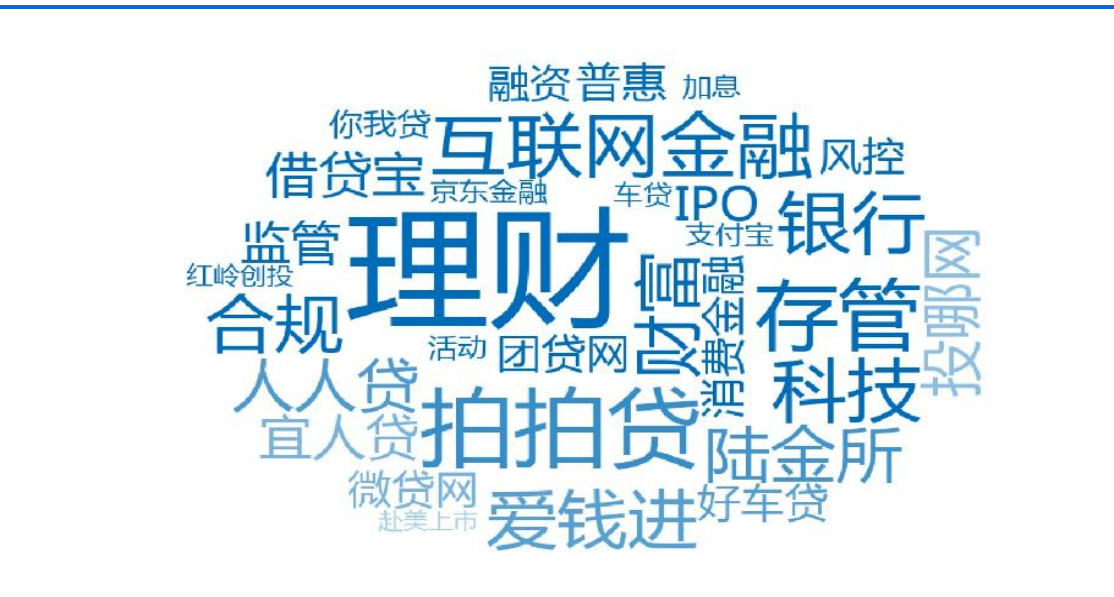 融资
普惠
加息
你我贷
互联网金融
风控
借贷宝
京东金融
车贷
IPO
银行
支付宝
监管
理财
红岭创投
财富
消费金融
存管
投哪网
合规
活动
团贷网
科技
人人贷
拍拍贷
宜人贷
陆金所
微贷网
爱钱进
好车贷
赴美上市